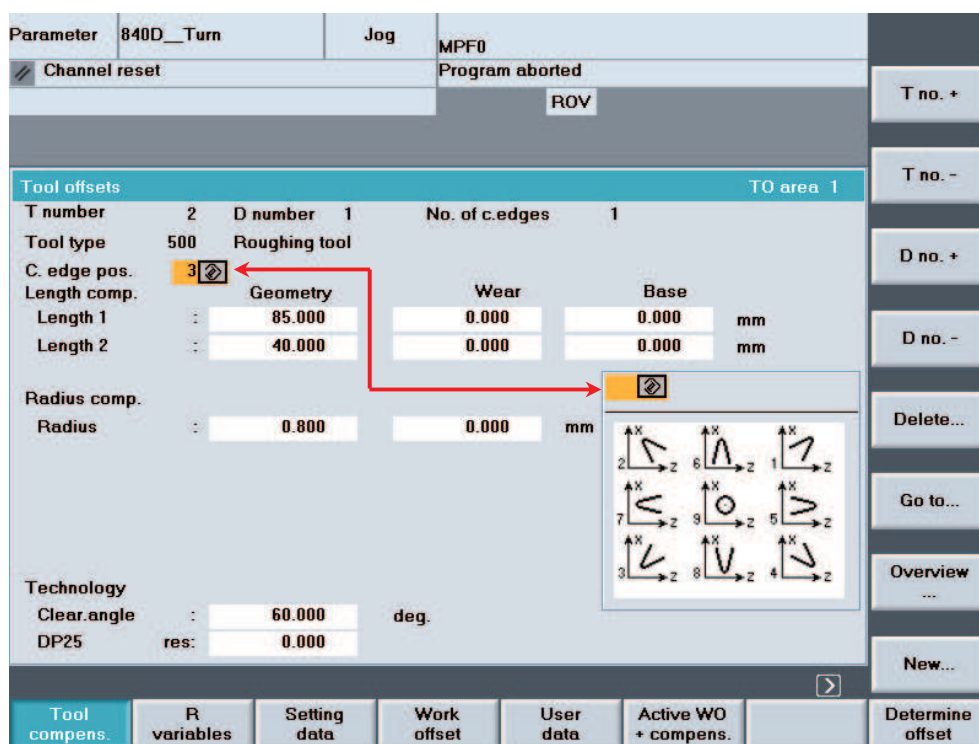 Parameter 840D__Turn Jog MPF0
Channel reset Program aborted
ROV
Tool offsets TO area 1
T number 2 D number 1 No. of c.edges 1
Tool type 500 Roughing tool
C. edge pos. 3
Length comp. Geometry Wear Base
Length 1 : 85.000 0.000 0.000 mm
Length 2 : 40.000 0.000 0.000 mm
Radius comp.
Radius : 0.800 0.000 mm
X X X
2 Z 6 Z 1 Z
X X X
7 Z 9 Z 5 Z
X X X
3 Z 8 Z 4 Z
Technology
Clear.angle : 60.000 deg.
DP25 res: 0.000
T no. +
T no. -
D no. +
D no. -
Delete...
Go to...
Overview
...
New...
Tool
compens.
R
variables
Setting
data
Work
offset
User
data
Active WO
+ compens.
Determine
offset